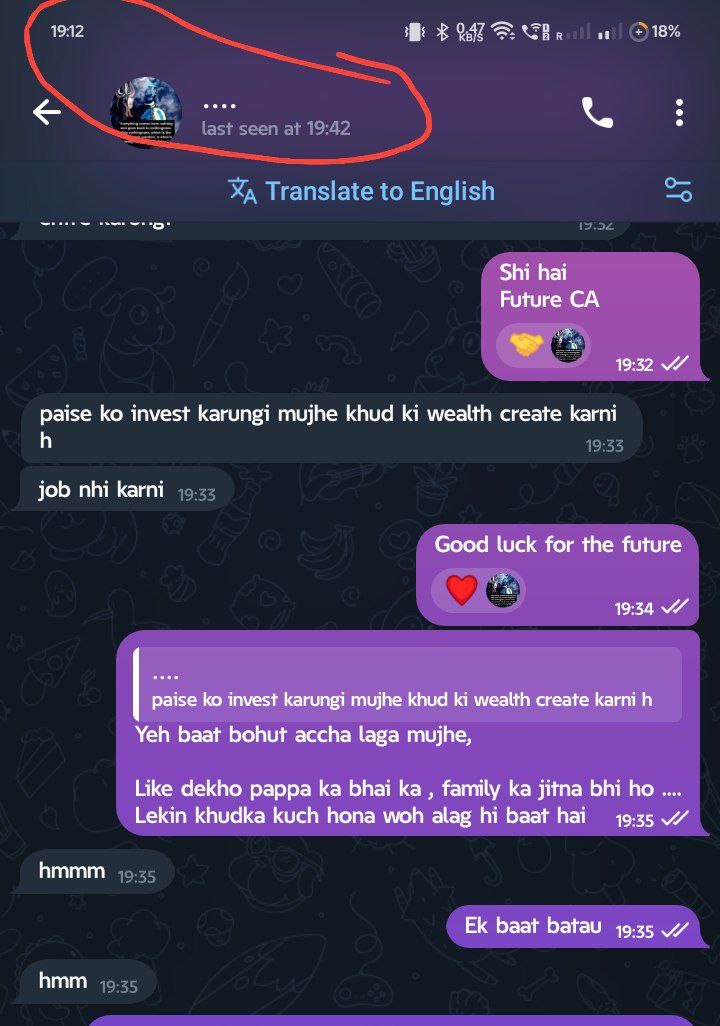 19:12
0.47
KB/S
R
18%
....
last seen at 19:42
Translate to English
19:32
Shi hai
Future CA
19:32
paise ko invest karungi mujhe khud ki wealth create karni
h
19:33
job nhi karni 19:33
Good luck for the future
19:34
....
paise ko invest karungi mujhe khud ki wealth create karni h
Yeh baat bohut accha laga mujhe,
Like dekho pappa ka bhai ka , family ka jitna bhi ho ....
Lekin khudka kuch hona woh alag hi baat hai 19:35
hmmm 19:35
Ek baat batau 19:35
hmm 19:35